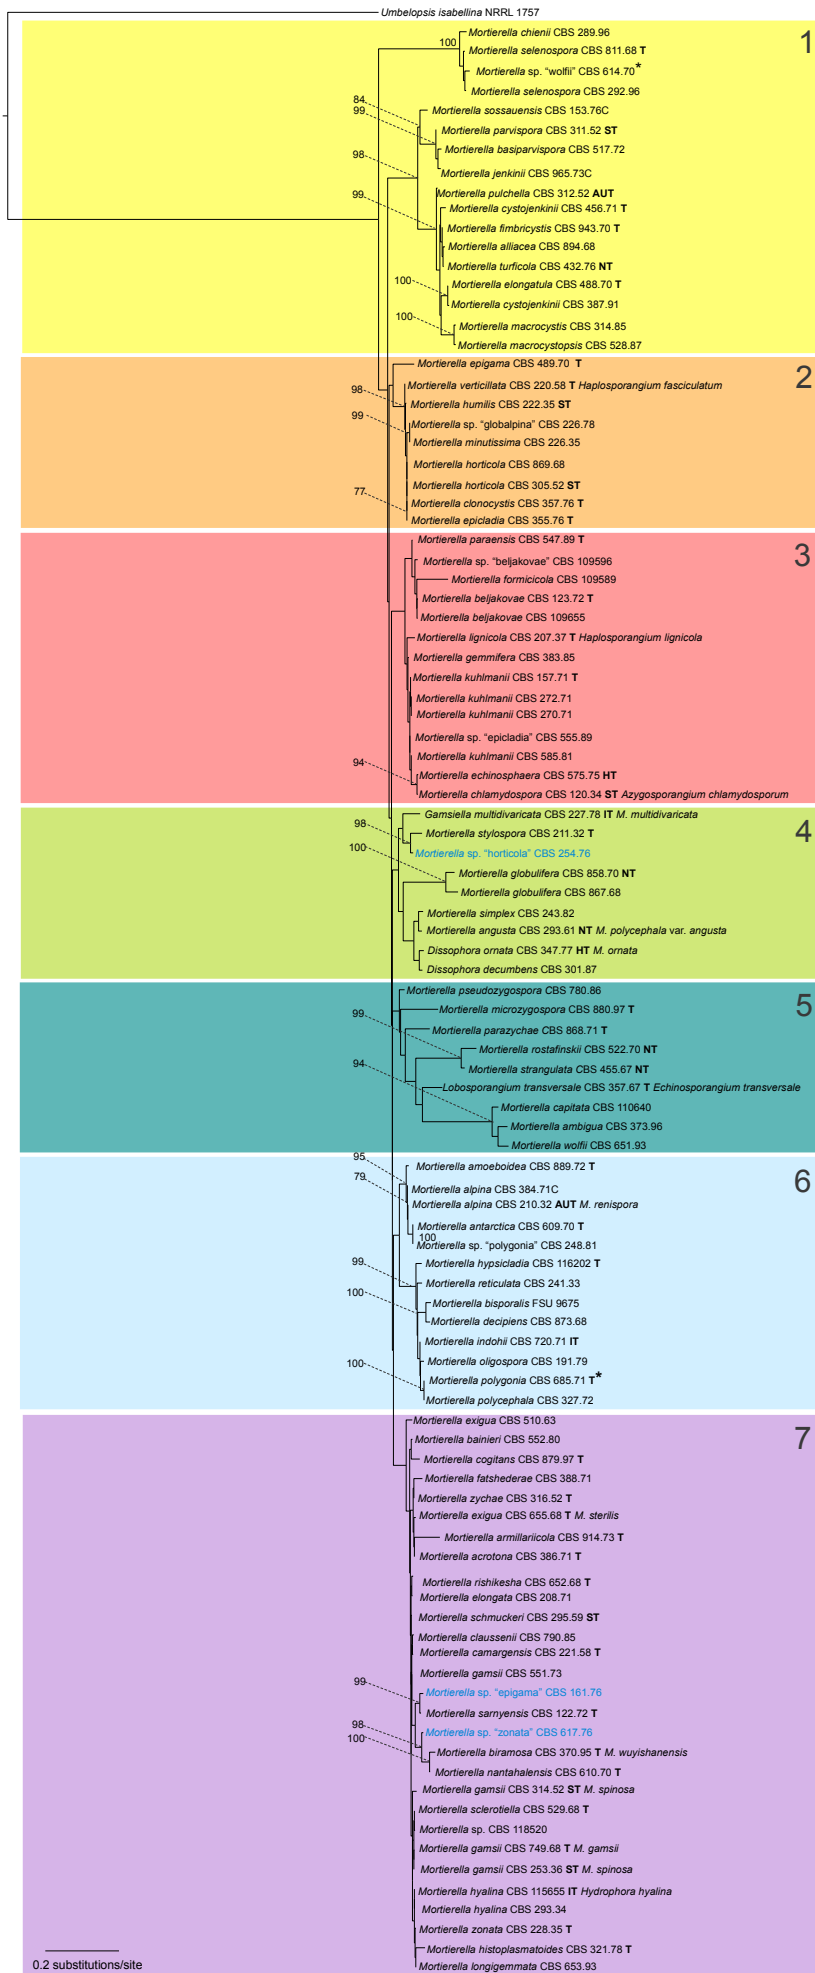 Umbelopsis isabellina NRRL 1757
1
Mortierella chienii CBS 289.96
100
Mortierella selenospora CBS 811.68 T
Mortierella sp. “wolfii” CBS 614.70*
Mortierella selenospora CBS 292.96
84
99
Mortierella sossauensis CBS 153.76C
Mortierella parvispora CBS 311.52 ST
Mortierella basiparvispora CBS 517.72
98
Mortierella jenkinii CBS 965.73C
99
Mortierella pulchella CBS 312.52 AUT
Mortierella cystojenkinii CBS 456.71 T
Mortierella fimbricystis CBS 943.70 T
Mortierella alliacea CBS 894.68
Mortierella turficola CBS 432.76 NT
100
Mortierella elongatula CBS 488.70 T
Mortierella cystojenkinii CBS 387.91
100
Mortierella macrocystis CBS 314.85
Mortierella macrocystopsis CBS 528.87
2
Mortierella epigama CBS 489.70 T
98
Mortierella verticillata CBS 220.58 T Haplosporangium fasciculatum
Mortierella humilis CBS 222.35 ST
99
Mortierella sp. “globalpina” CBS 226.78
Mortierella minutissima CBS 226.35
Mortierella horticola CBS 869.68
77
Mortierella horticola CBS 305.52 ST
Mortierella clonocystis CBS 357.76 T
Mortierella epicladia CBS 355.76 T
3
Mortierella paraensis CBS 547.89 T
Mortierella sp. “beljakovae” CBS 109596
Mortierella formicicola CBS 109589
Mortierella beljakovae CBS 123.72 T
Mortierella beljakovae CBS 109655
Mortierella lignicola CBS 207.37 T Haplosporangium lignicola
Mortierella gemmifera CBS 383.85
Mortierella kuhlmanii CBS 157.71 T
Mortierella kuhlmanii CBS 272.71
Mortierella kuhlmanii CBS 270.71
Mortierella sp. “epicladia” CBS 555.89
Mortierella kuhlmanii CBS 585.81
94
Mortierella echinosphaera CBS 575.75 HT
Mortierella chlamydospora CBS 120.34 ST Azygosporangium chlamydosporum
4
Gamsiella multidivaricata CBS 227.78 IT M. multidivaricata
98
Mortierella stylospora CBS 211.32 T
100
Mortierella sp. “horticola” CBS 254.76
Mortierella globulifera CBS 858.70 NT
Mortierella globulifera CBS 867.68
Mortierella simplex CBS 243.82
Mortierella angusta CBS 293.61 NT M. polycephala var. angusta
Dissophora ornata CBS 347.77 HT M. ornata
Dissophora decumbens CBS 301.87
5
Mortierella pseudozygospora CBS 780.86
99
Mortierella microzygospora CBS 880.97 T
Mortierella parazychae CBS 868.71 T
Mortierella rostafinskii CBS 522.70 NT
94
Mortierella strangulata CBS 455.67 NT
Lobosporangium transversale CBS 357.67 T Echinosporangium transversale
Mortierella capitata CBS 110640
Mortierella ambigua CBS 373.96
Mortierella wolfii CBS 651.93
6
95
Mortierella amoeboidea CBS 889.72 T
79
Mortierella alpina CBS 384.71C
Mortierella alpina CBS 210.32 AUT M. renispora
Mortierella antarctica CBS 609.70 T
100
Mortierella sp. “polygonia” CBS 248.81
99
Mortierella hypsicladia CBS 116202 T
Mortierella reticulata CBS 241.33
100
Mortierella bisporalis FSU 9675
Mortierella decipiens CBS 873.68
Mortierella indohii CBS 720.71 IT
100
Mortierella oligospora CBS 191.79
Mortierella polygonia CBS 685.71 T*
Mortierella polycephala CBS 327.72
7
Mortierella exigua CBS 510.63
Mortierella bainieri CBS 552.80
Mortierella cogitans CBS 879.97 T
Mortierella fatshederae CBS 388.71
Mortierella zychae CBS 316.52 T
Mortierella exigua CBS 655.68 T M. sterilis
Mortierella armillariicola CBS 914.73 T
Mortierella acrotona CBS 386.71 T
Mortierella rishikesha CBS 652.68 T
Mortierella elongata CBS 208.71
Mortierella schmuckeri CBS 295.59 ST
Mortierella claussenii CBS 790.85
Mortierella camargensis CBS 221.58 T
Mortierella gamsii CBS 551.73
99
Mortierella sp. “epigama” CBS 161.76
Mortierella sarnyensis CBS 122.72 T
98
Mortierella sp. “zonata” CBS 617.76
100
Mortierella biramosa CBS 370.95 T M. wuyishanensis
Mortierella nantahalensis CBS 610.70 T
Mortierella gamsii CBS 314.52 ST M. spinosa
Mortierella sclerotiella CBS 529.68 T
Mortierella sp. CBS 118520
Mortierella gamsii CBS 749.68 T M. gamsii
Mortierella gamsii CBS 253.36 ST M. spinosa
Mortierella hyalina CBS 115655 IT Hydrophora hyalina
Mortierella hyalina CBS 293.34
Mortierella zonata CBS 228.35 T
Mortierella histoplasmatoides CBS 321.78 T
Mortierella longigemmata CBS 653.93
0.2 substitutions/site